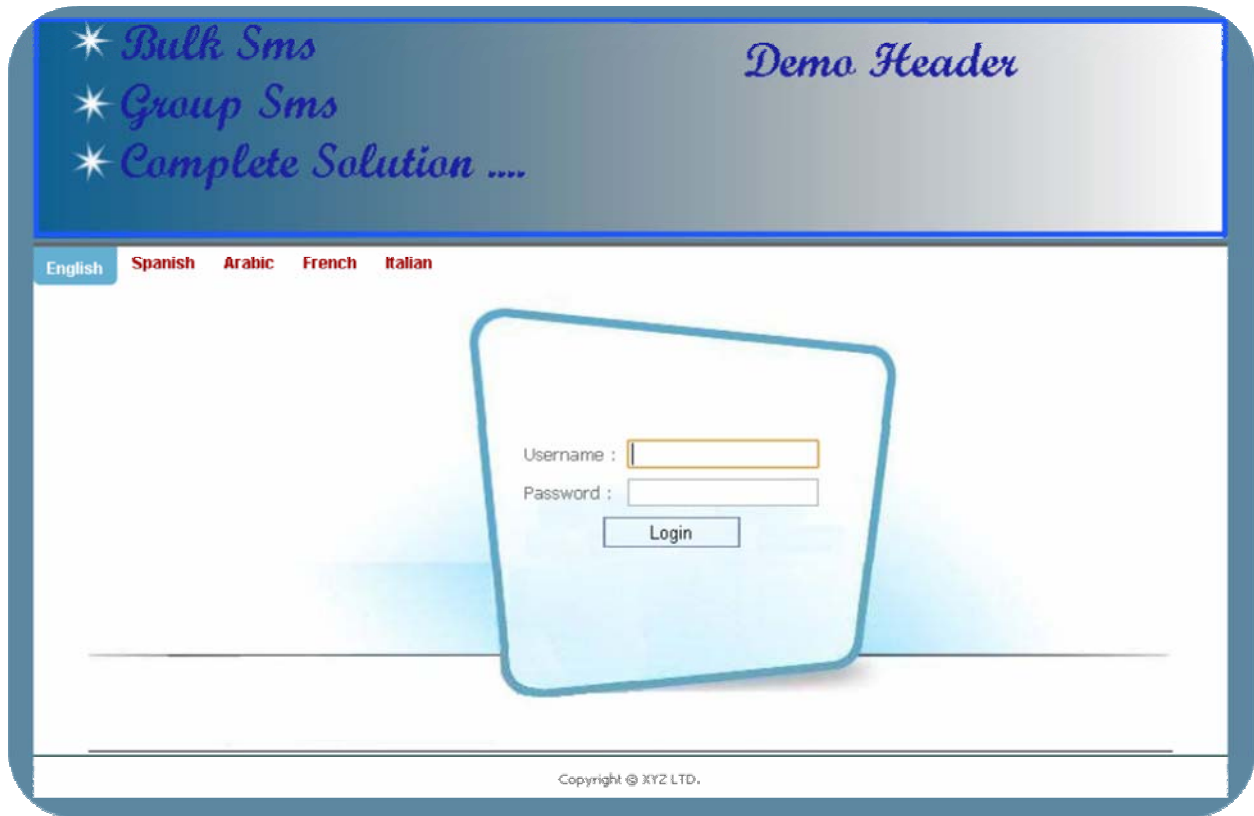 Bulk Sms
Group Sms
Complete Solution ....
Demo Header
English Spanish Arabic French Italian
Username :
Password :
Login
Copyright © XYZ LTD.